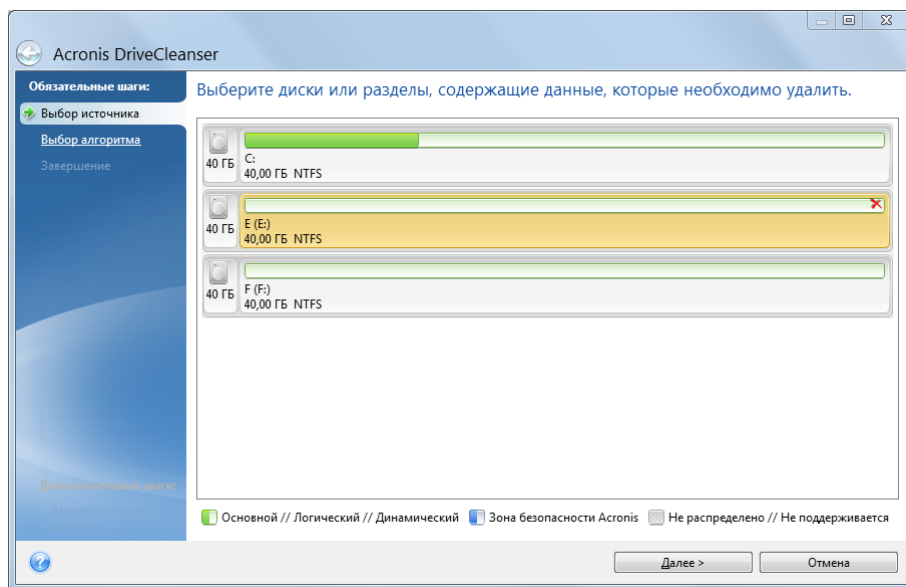 Acronis DriveCleanser
Обязательные шаги:
Выбор источника
Выбор алгоритма
Завершение
Выберите диски или разделы, содержащие данные, которые необходимо удалить.
40 ГБ
C:
40,00 ГБ NTFS
40 ГБ
E (E:)
40,00 ГБ NTFS
40 ГБ
F (F:)
40,00 ГБ NTFS
Дополнительные шаги:
Основной // Логический // Динамический
Зона безопасности Acronis
Не распределено // Не поддерживается
Далее >
Отмена